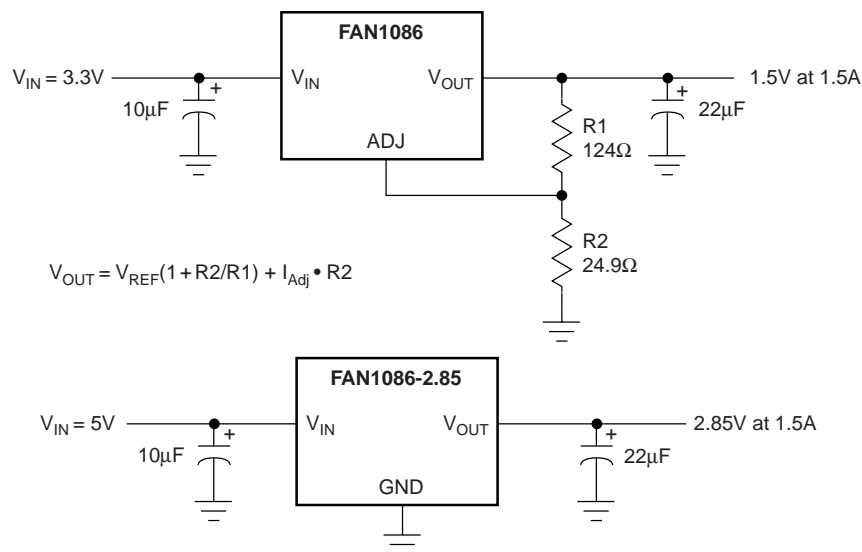 FAN1086
V_IN = 3.3V
V_IN
V_OUT
1.5V at 1.5A
+
10μF
ADJ
R1
124Ω
+
22μF
R2
24.9Ω
V_OUT = V_REF(1 + R2/R1) + I_Adj • R2
FAN1086-2.85
V_IN = 5V
V_IN
V_OUT
2.85V at 1.5A
+
10μF
GND
+
22μF